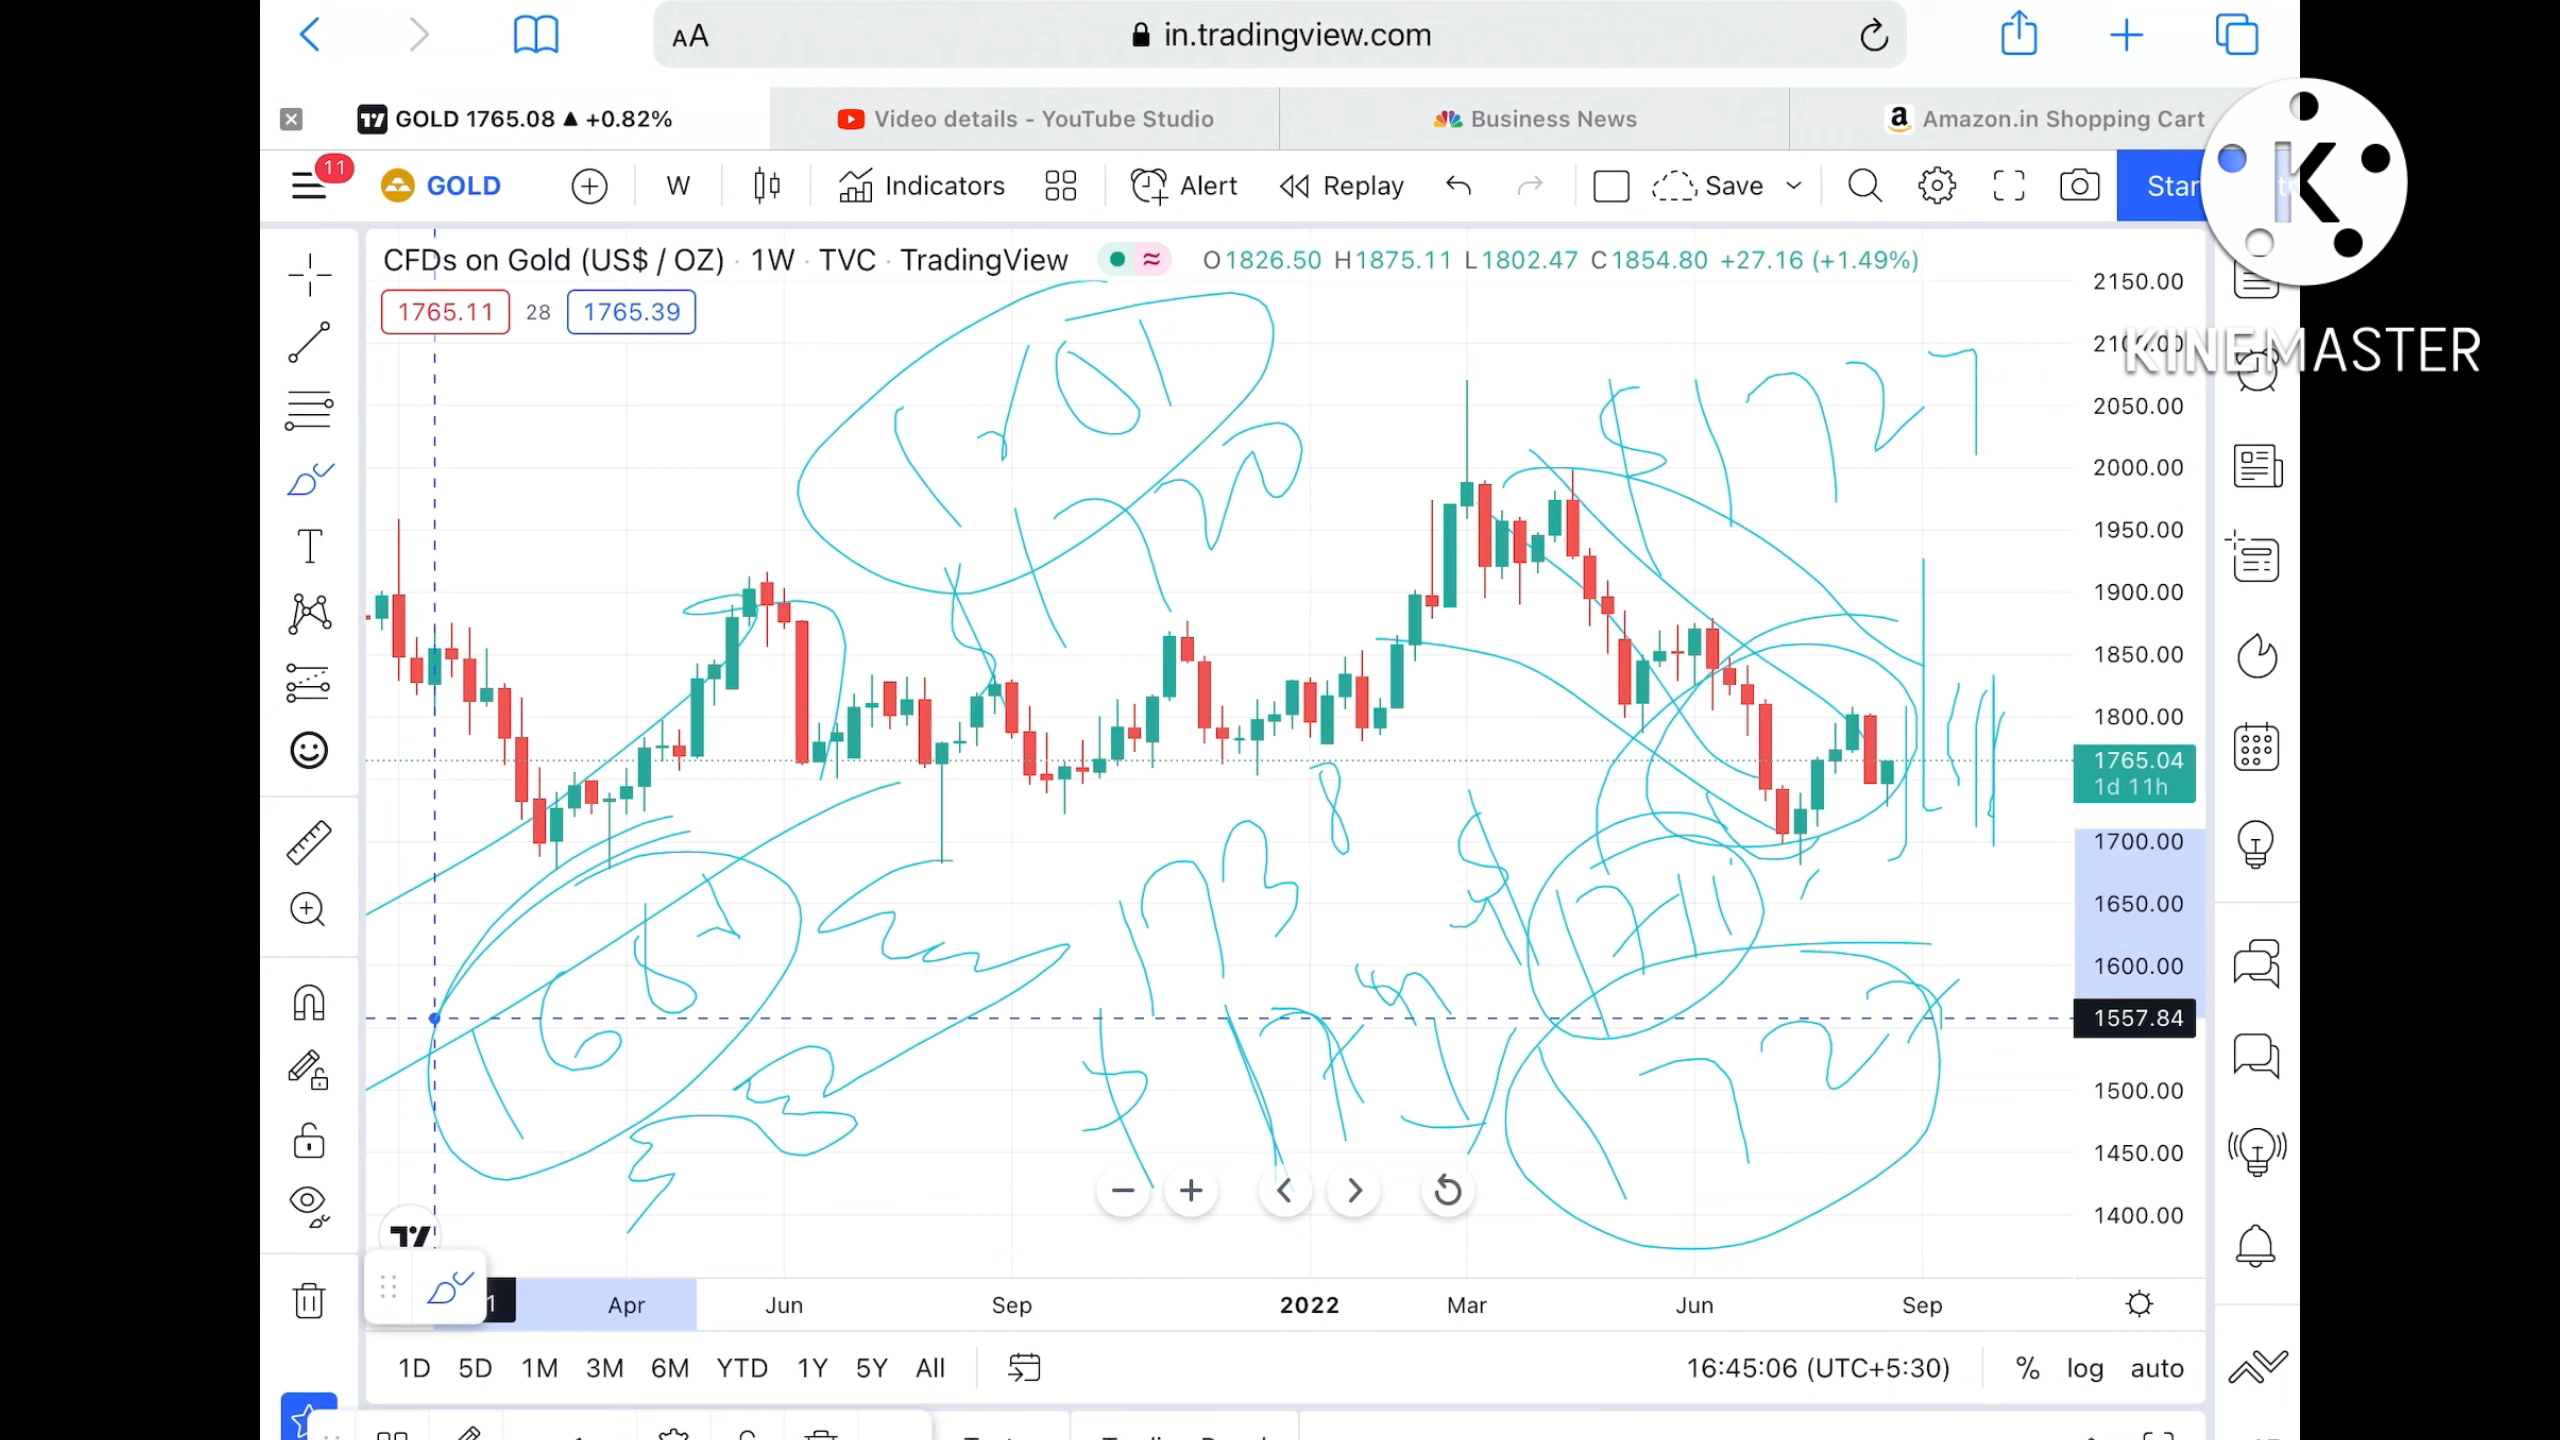 AA in.tradingview.com
GOLD 1765.08 ▲ +0.82% Video details - YouTube Studio Business News Amazon.in Shopping Cart
11 GOLD W Indicators Alert Replay Save Star
K
KINEMASTER
CFDs on Gold (US$ / OZ) · 1W · TVC · TradingView O1826.50 H1875.11 L1802.47 C1854.80 +27.16 (+1.49%)
1765.11 28 1765.39
2150.00
2050.00
2000.00
1950.00
1900.00
1850.00
1800.00
1765.04
1d 11h
1700.00
1650.00
1600.00
1557.84
1500.00
1450.00
1400.00
$1727
1738
1727
Apr Jun Sep 2022 Mar Jun Sep
1D 5D 1M 3M 6M YTD 1Y 5Y All 16:45:06 (UTC+5:30) % log auto